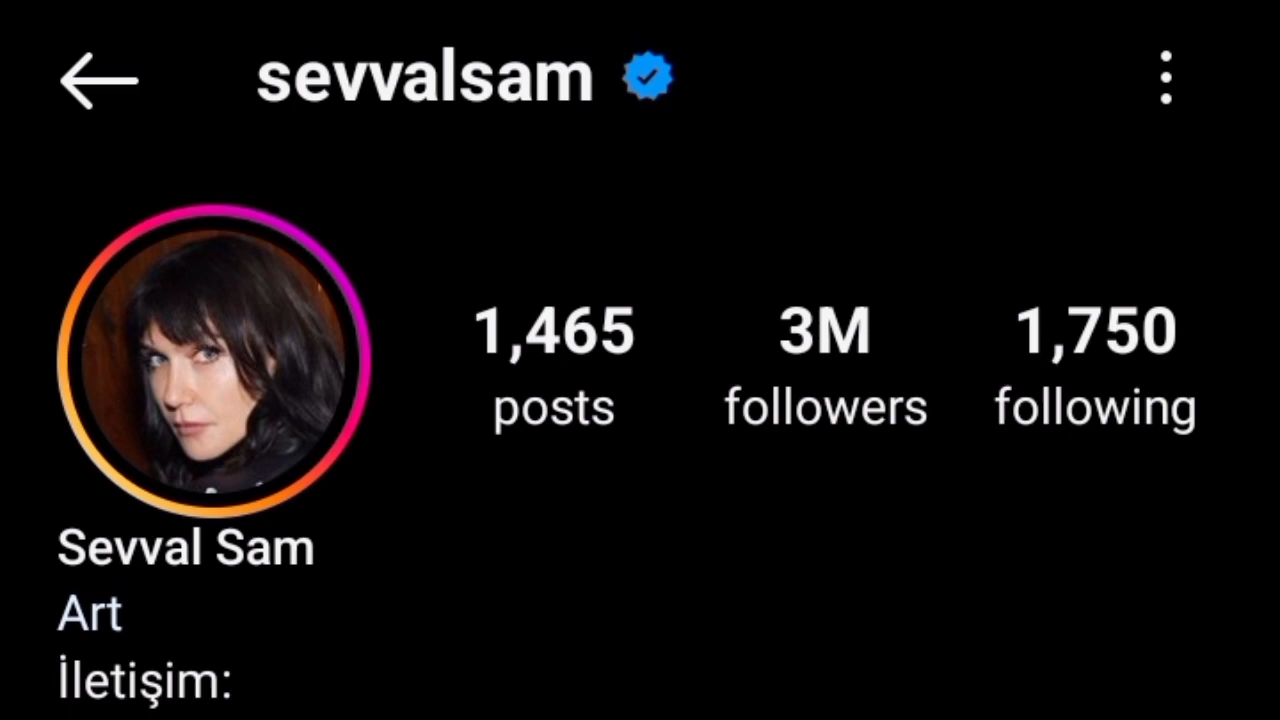 sevvalsam
1,465 3M 1,750
posts followers following
Sevval Sam
Art
İletişim: